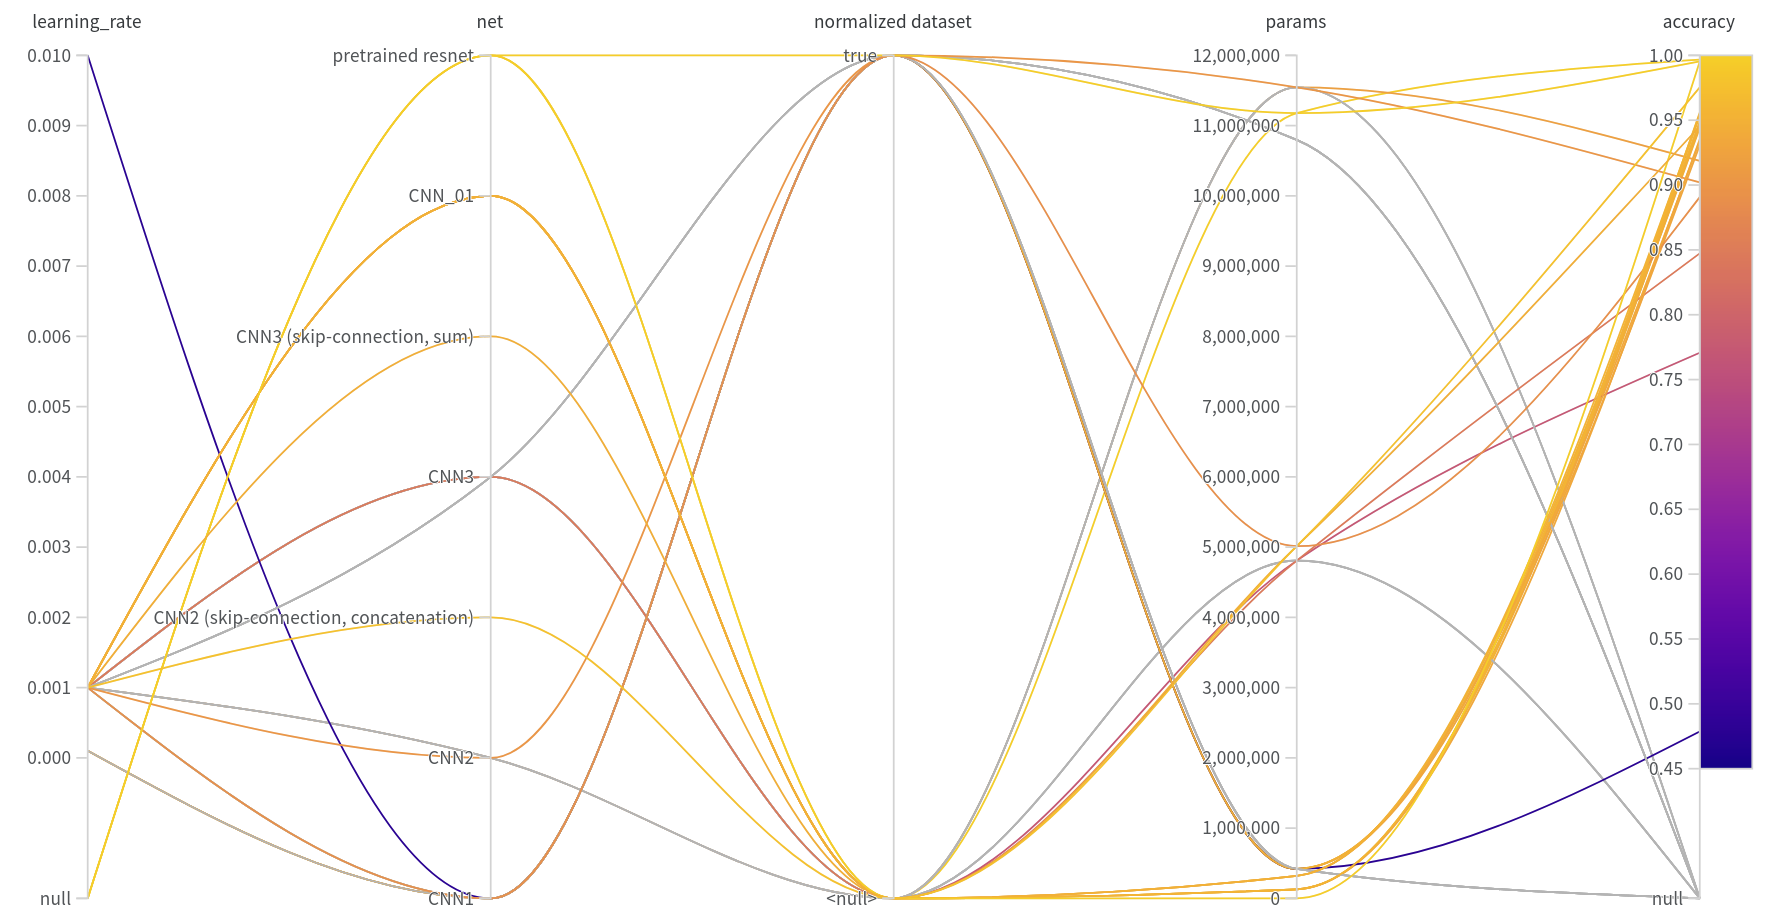 learning_rate
net
normalized dataset
params
accuracy
0.010
0.009
0.008
0.007
0.006
0.005
0.004
0.003
0.002
0.001
0.000
null
pretrained resnet
CNN_01
CNN3 (skip-connection, sum)
CNN3
CNN2 (skip-connection, concatenation)
CNN2
CNN1
true
<null>
12,000,000
11,000,000
10,000,000
9,000,000
8,000,000
7,000,000
6,000,000
5,000,000
4,000,000
3,000,000
2,000,000
1,000,000
0
1.00
0.95
0.90
0.85
0.80
0.75
0.70
0.65
0.60
0.55
0.50
0.45
null